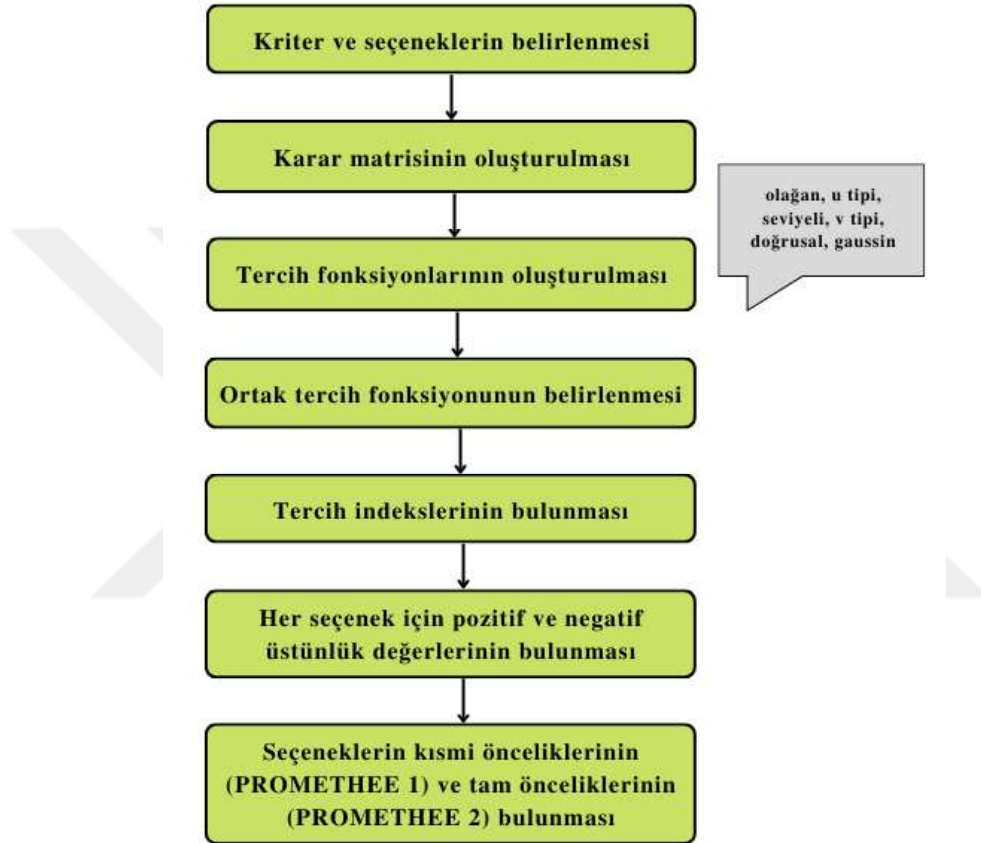 Kriter ve seçeneklerin belirlenmesi
Karar matrisinin oluşturulması
olağan, u tipi,
seviyeli, v tipi,
doğrusal, gaussin
Tercih fonksiyonlarının oluşturulması
Ortak tercih fonksiyonunun belirlenmesi
Tercih indekslerinin bulunması
Her seçenek için pozitif ve negatif
üstünlük değerlerinin bulunması
Seçeneklerin kısmi önceliklerinin
(PROMETHEE 1) ve tam önceliklerinin
(PROMETHEE 2) bulunması